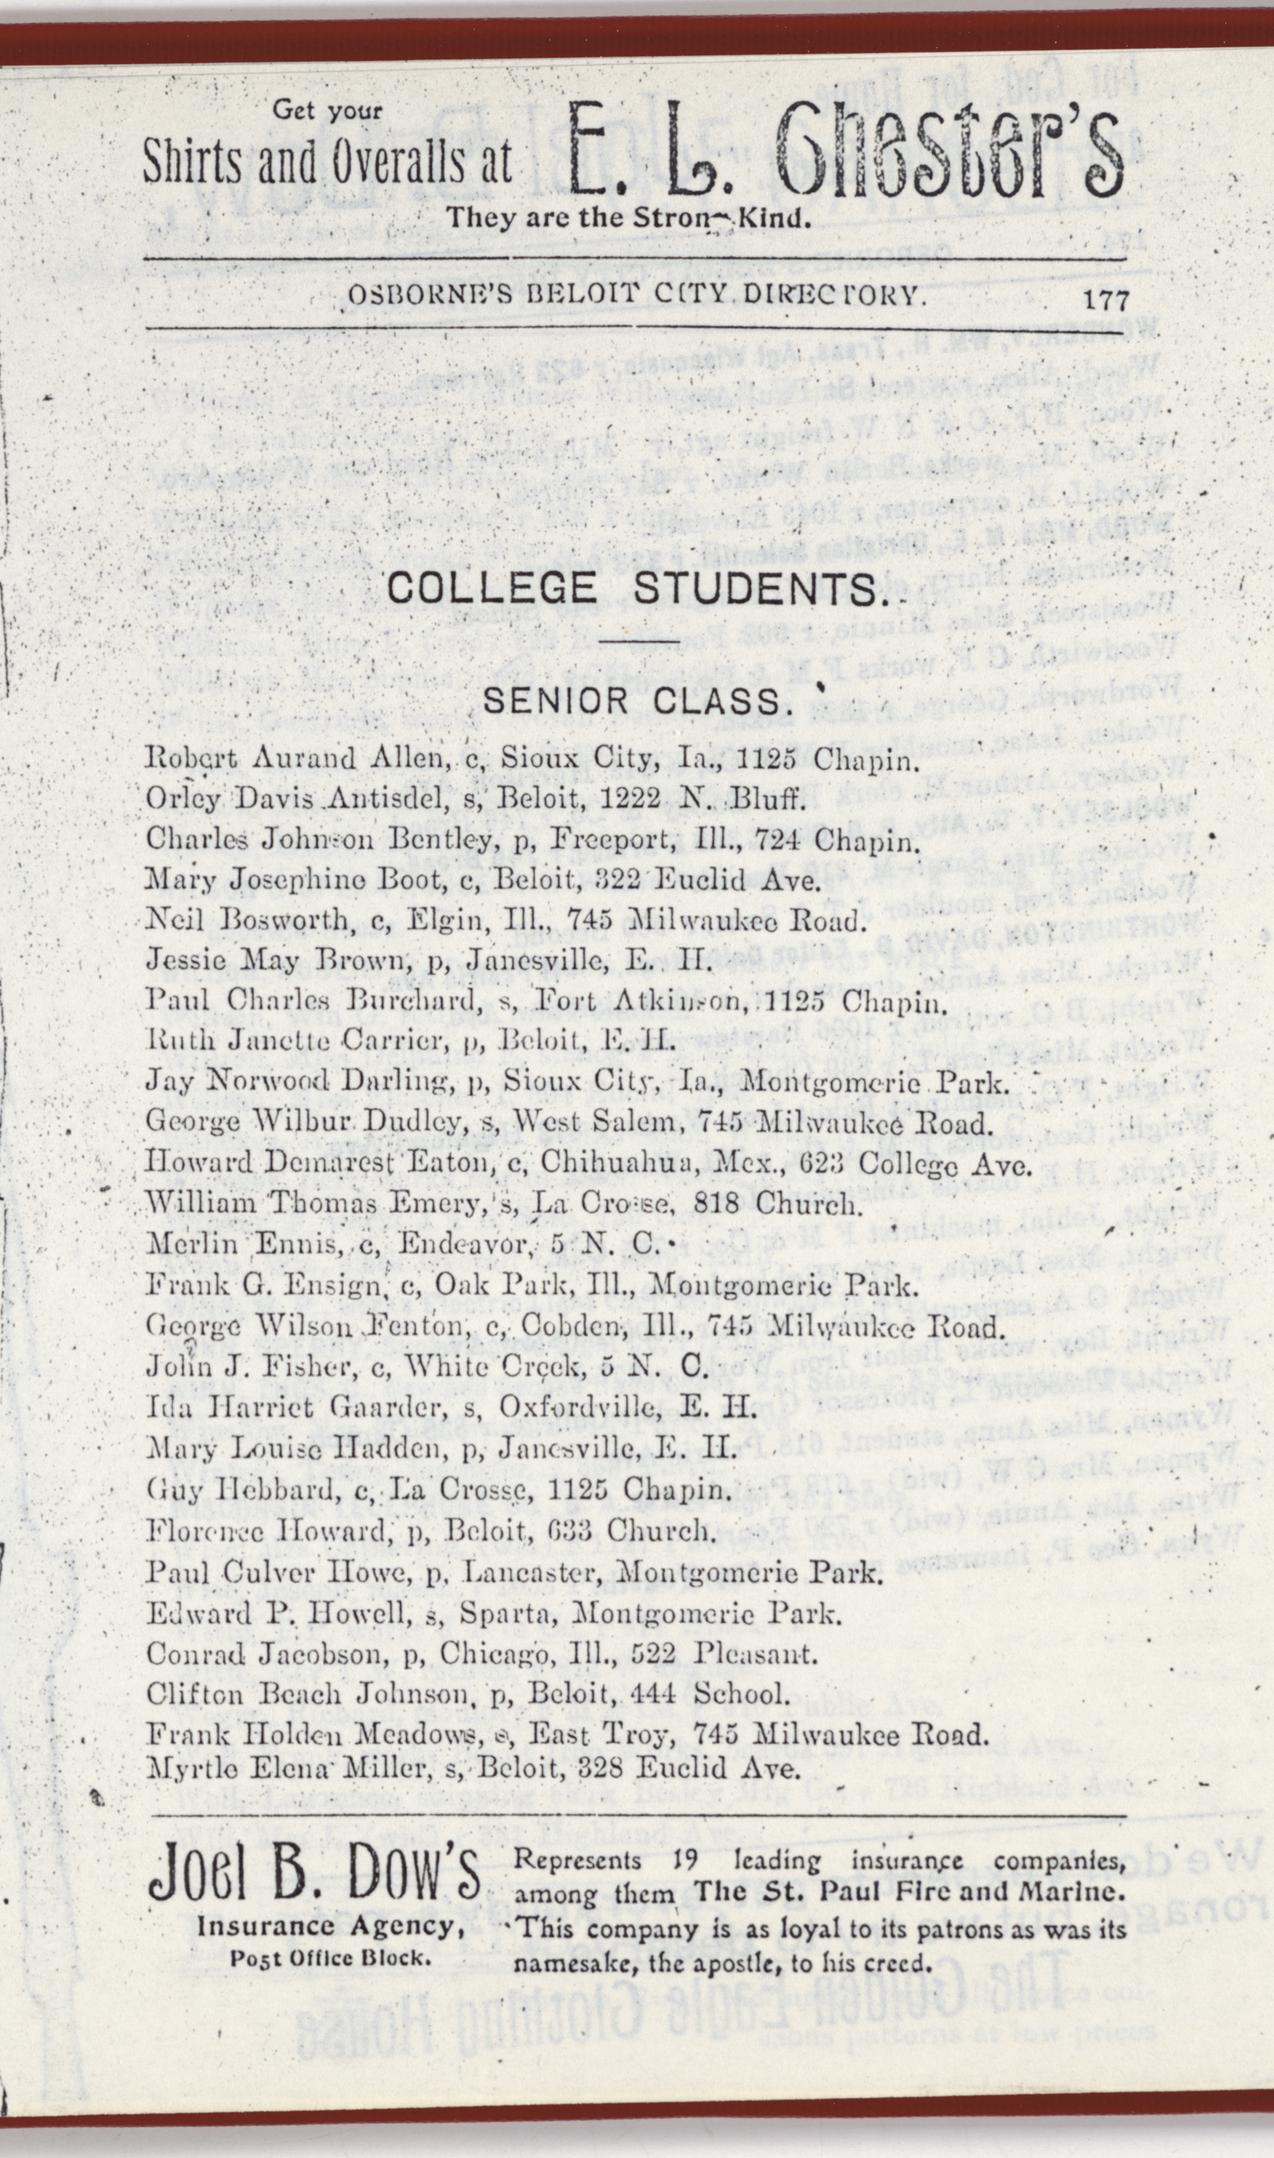 Get your
Shirts and Overalls at E. L. Chester's
They are the Strong Kind.
OSBORNE'S BELOIT CITY DIRECTORY. 177
COLLEGE STUDENTS.
SENIOR CLASS.
Robert Aurand Allen, c, Sioux City, Ia., 1125 Chapin.
Orley Davis Antisdel, s, Beloit, 1222 N. Bluff.
Charles Johnson Bentley, p, Freeport, Ill., 724 Chapin.
Mary Josephine Boot, c, Beloit, 322 Euclid Ave.
Neil Bosworth, c, Elgin, Ill., 745 Milwaukee Road.
Jessie May Brown, p, Janesville, E. H.
Paul Charles Burchard, s, Fort Atkinson, 1125 Chapin.
Ruth Janette Carrier, p, Beloit, E. H.
Jay Norwood Darling, p, Sioux City, Ia., Montgomerie Park.
George Wilbur Dudley, s, West Salem, 745 Milwaukee Road.
Howard Demarest Eaton, c, Chihuahua, Mex., 623 College Ave.
William Thomas Emery, s, La Crosse, 818 Church.
Merlin Ennis, c, Endeavor, 5 N. C.
Frank G. Ensign, c, Oak Park, Ill., Montgomerie Park.
George Wilson Fenton, c, Cobden, Ill., 745 Milwaukee Road.
John J. Fisher, c, White Creek, 5 N. C.
Ida Harriet Gaarder, s, Oxfordville, E. H.
Mary Louise Hadden, p, Janesville, E. H.
Guy Hebbard, c, La Crosse, 1125 Chapin.
Florence Howard, p, Beloit, 633 Church.
Paul Culver Howe, p, Lancaster, Montgomerie Park.
Edward P. Howell, s, Sparta, Montgomerie Park.
Conrad Jacobson, p, Chicago, Ill., 522 Pleasant.
Clifton Beach Johnson, p, Beloit, 444 School.
Frank Holden Meadows, s, East Troy, 745 Milwaukee Road.
Myrtle Elena Miller, s, Beloit, 328 Euclid Ave.
Joel B. Dow's
Insurance Agency,
Post Office Block.
Represents 19 leading insurance companies,
among them The St. Paul Fire and Marine.
This company is as loyal to its patrons as was its
namesake, the apostle, to his creed.